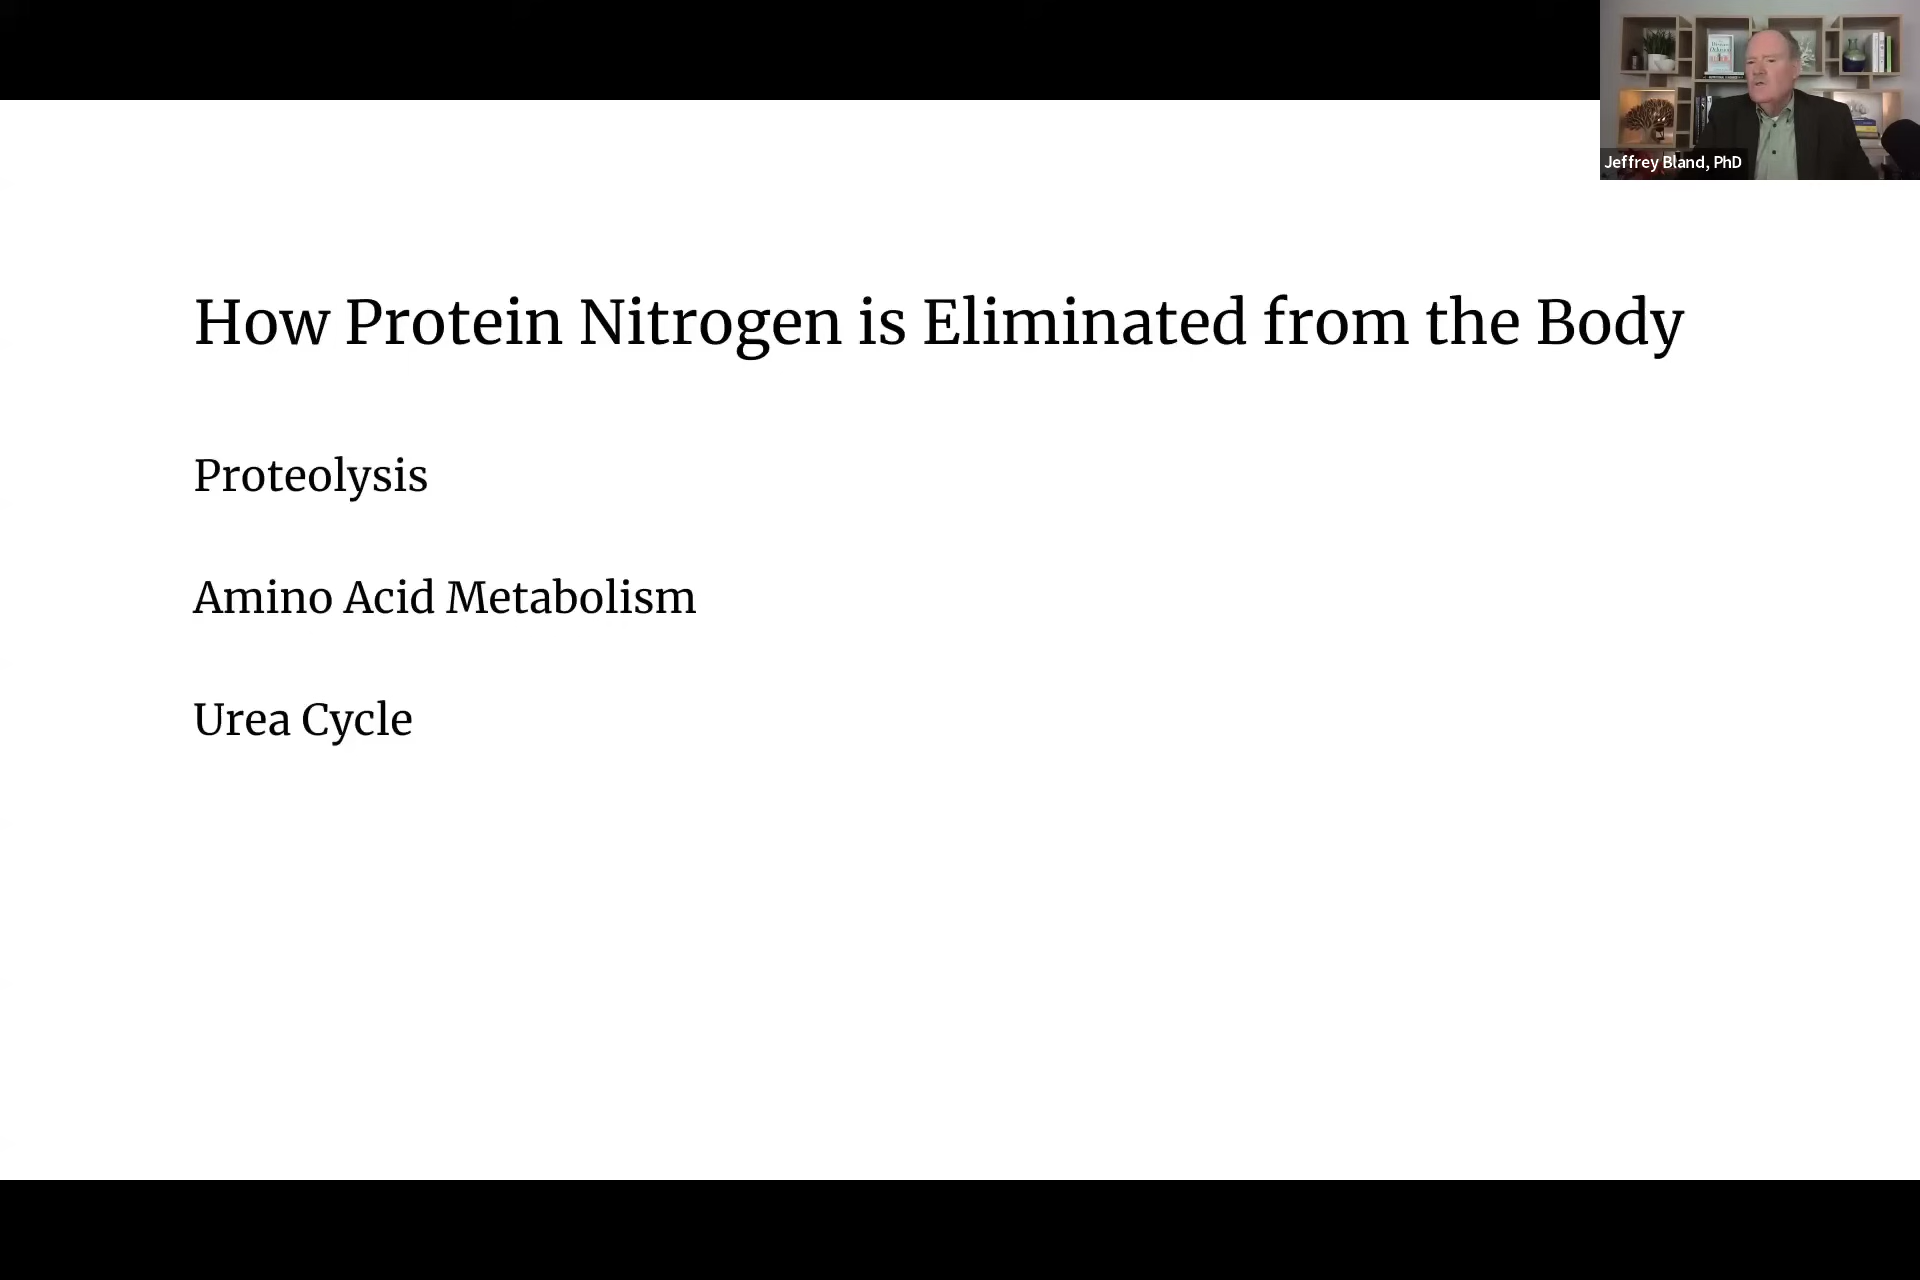 Jeffrey Bland, PhD
How Protein Nitrogen is Eliminated from the Body
Proteolysis
Amino Acid Metabolism
Urea Cycle